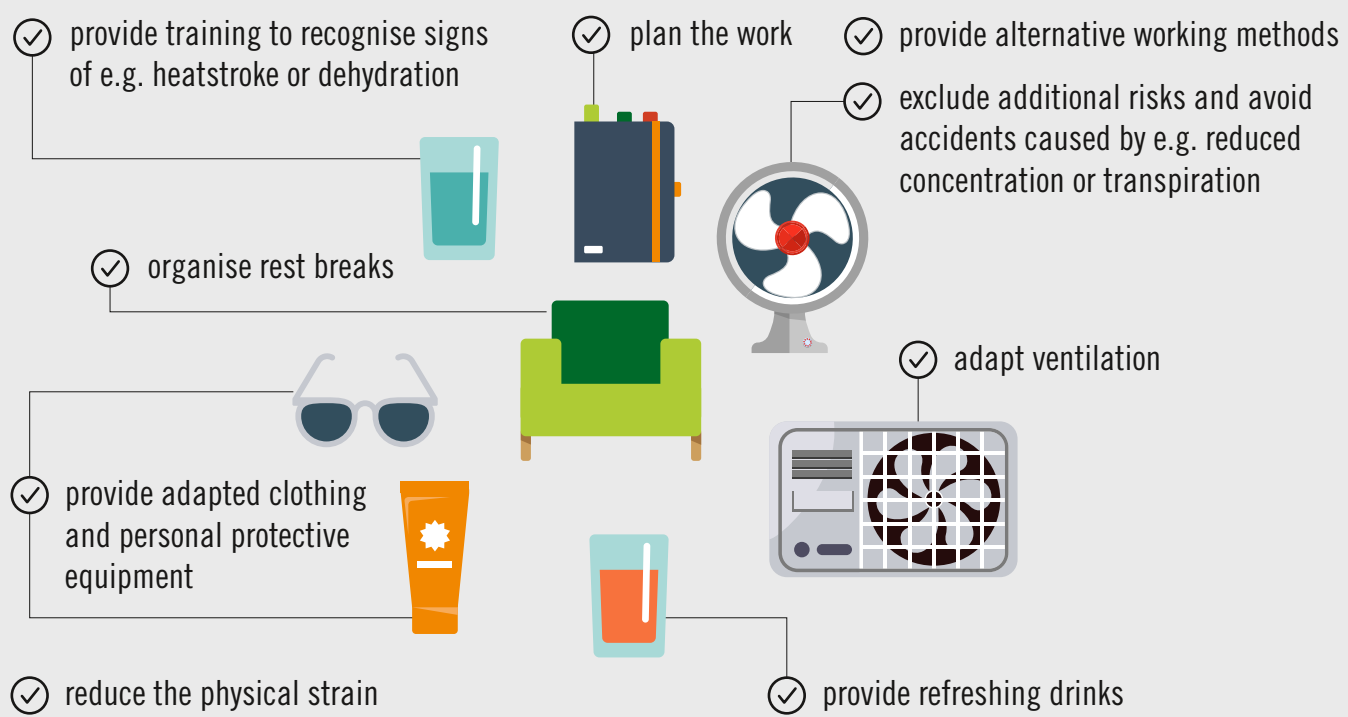 provide training to recognise signs
of e.g. heatstroke or dehydration
plan the work
provide alternative working methods
exclude additional risks and avoid
accidents caused by e.g. reduced
concentration or transpiration
organise rest breaks
adapt ventilation
provide adapted clothing
and personal protective
equipment
reduce the physical strain
provide refreshing drinks